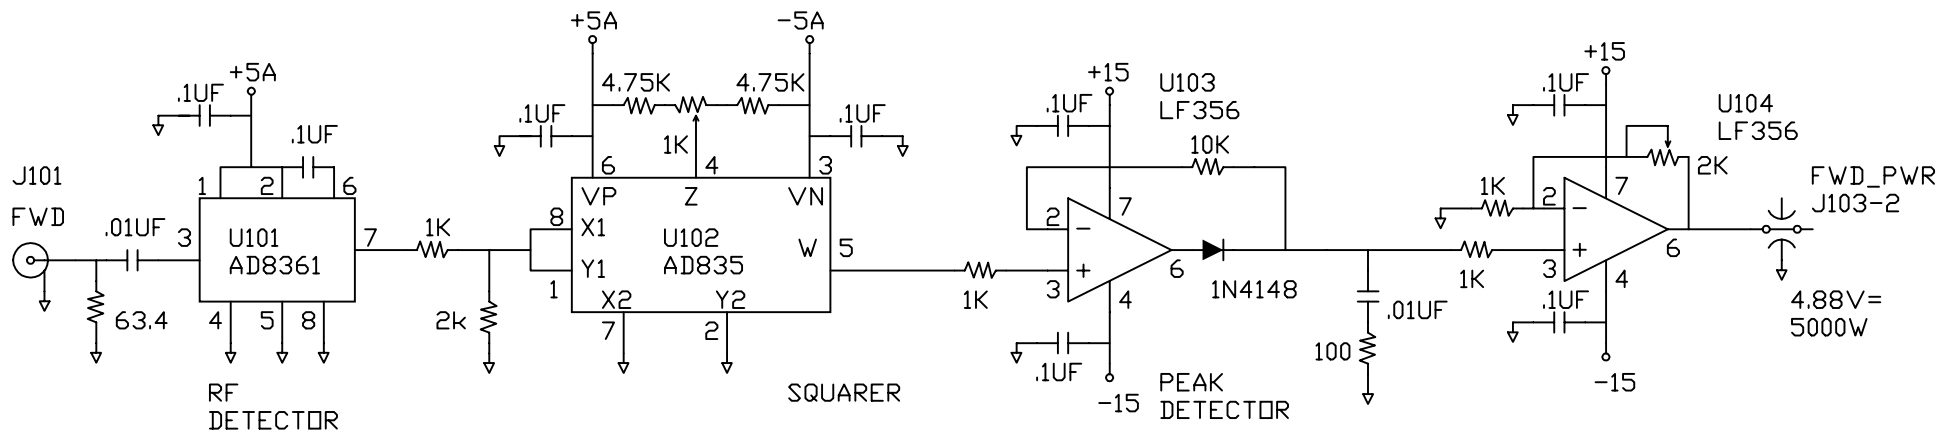 J101
FWD
63.4
.01UF
.1UF
+5A
.1UF
1
2
6
3
U101
AD8361
7
4
5
8
RF
DETECTOR
1K
2k
+5A
-5A
4.75K
4.75K
.1UF
1K
.1UF
6
4
3
VP
Z
VN
8
X1
Y1
1
U102
AD835
W
5
X2
Y2
7
2
SQUARER
1K
+15
.1UF
U103
LF356
10K
7
2
−
+
3
6
4
.1UF
-15
1N4148
PEAK
DETECTOR
.01UF
100
1K
+15
.1UF
U104
LF356
2K
1K
7
2
−
+
3
6
4
.1UF
-15
FWD_PWR
J103-2
4.88V=
5000W